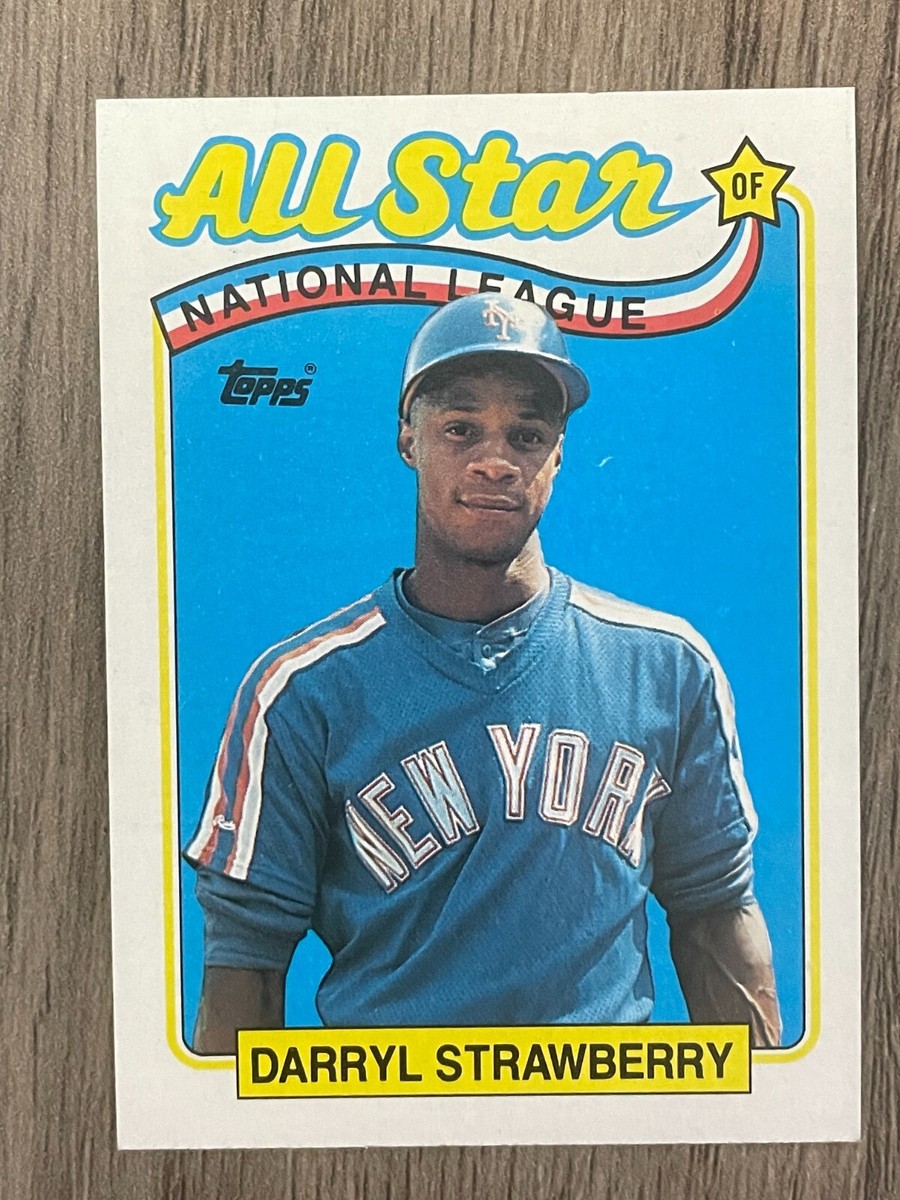 All Star
OF
NATIONAL LEAGUE
TOPPS®
NY
NEW YORK
DARRYL STRAWBERRY